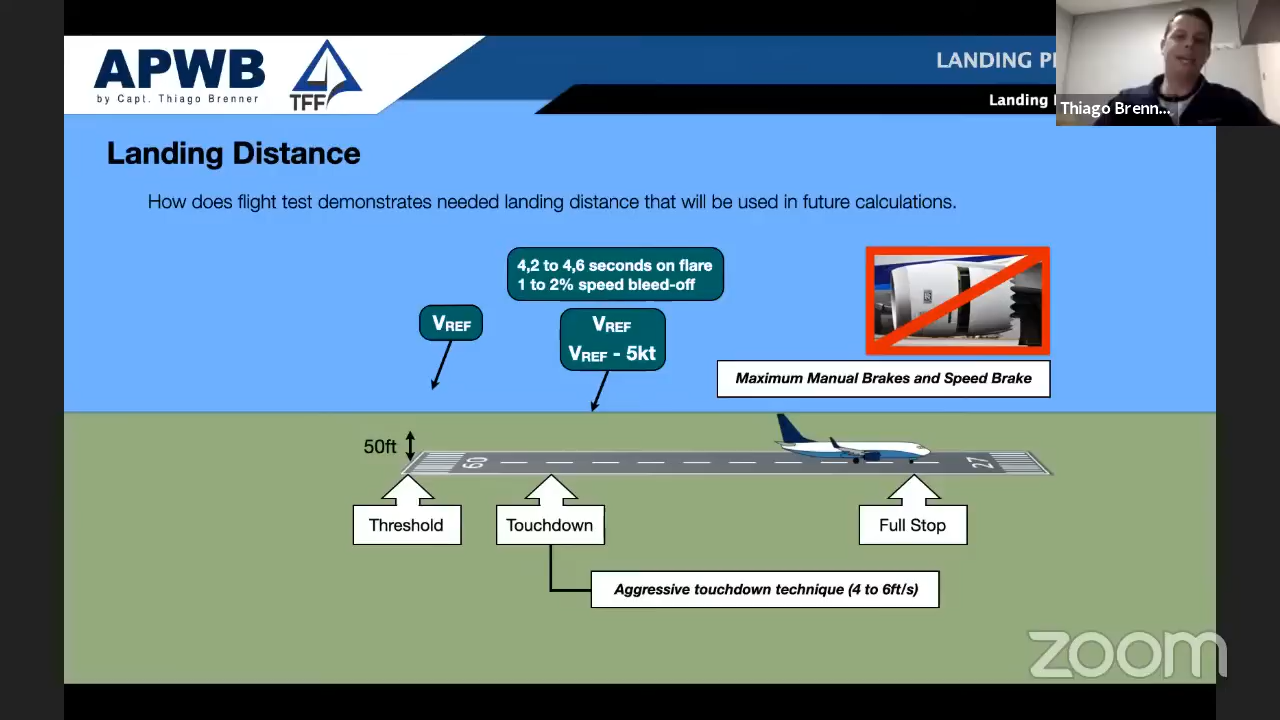 APWB
by Capt. Thiago Brenner
TFF
LANDING
Landing
Thiago Brenn...
Landing Distance
How does flight test demonstrates needed landing distance that will be used in future calculations.
4,2 to 4,6 seconds on flare
1 to 2% speed bleed-off
VREF
VREF
VREF - 5kt
Maximum Manual Brakes and Speed Brake
50ft
09
27
Threshold
Touchdown
Full Stop
Aggressive touchdown technique (4 to 6ft/s)
zoom